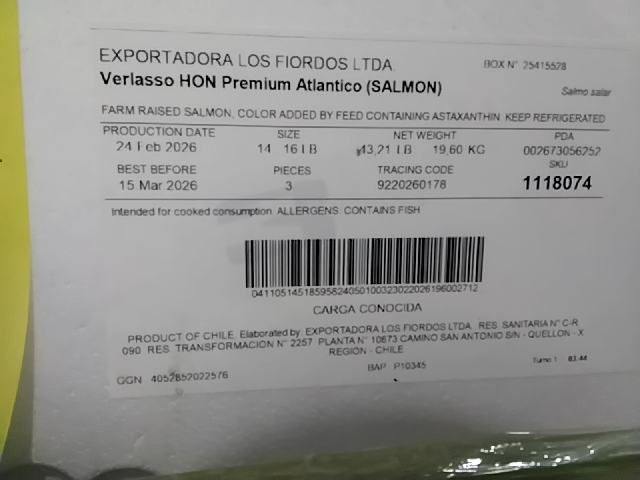 EXPORTADORA LOS FIORDOS LTDA. BOX N° 25415528
Verlasso HON Premium Atlantico (SALMON) Salmo salar
FARM RAISED SALMON, COLOR ADDED BY FEED CONTAINING ASTAXANTHIN. KEEP REFRIGERATED
PRODUCTION DATE SIZE NET WEIGHT PDA
24 Feb 2026 14 16 LB 43,21 LB 19,60 KG 002673056252
BEST BEFORE PIECES TRACING CODE SKU
15 Mar 2026 3 9220260178 1118074
Intended for cooked consumption. ALLERGENS: CONTAINS FISH
CARGA CONOCIDA
PRODUCT OF CHILE. Elaborated by: EXPORTADORA LOS FIORDOS LTDA. RES. SANITARIA N° C-R
090 RES. TRANSFORMACION N° 2257 PLANTA N° 10673 CAMINO SAN ANTONIO S/N - QUELLON - X
REGION - CHILE
GGN 4052852022576 BAP P10345 Turno 1